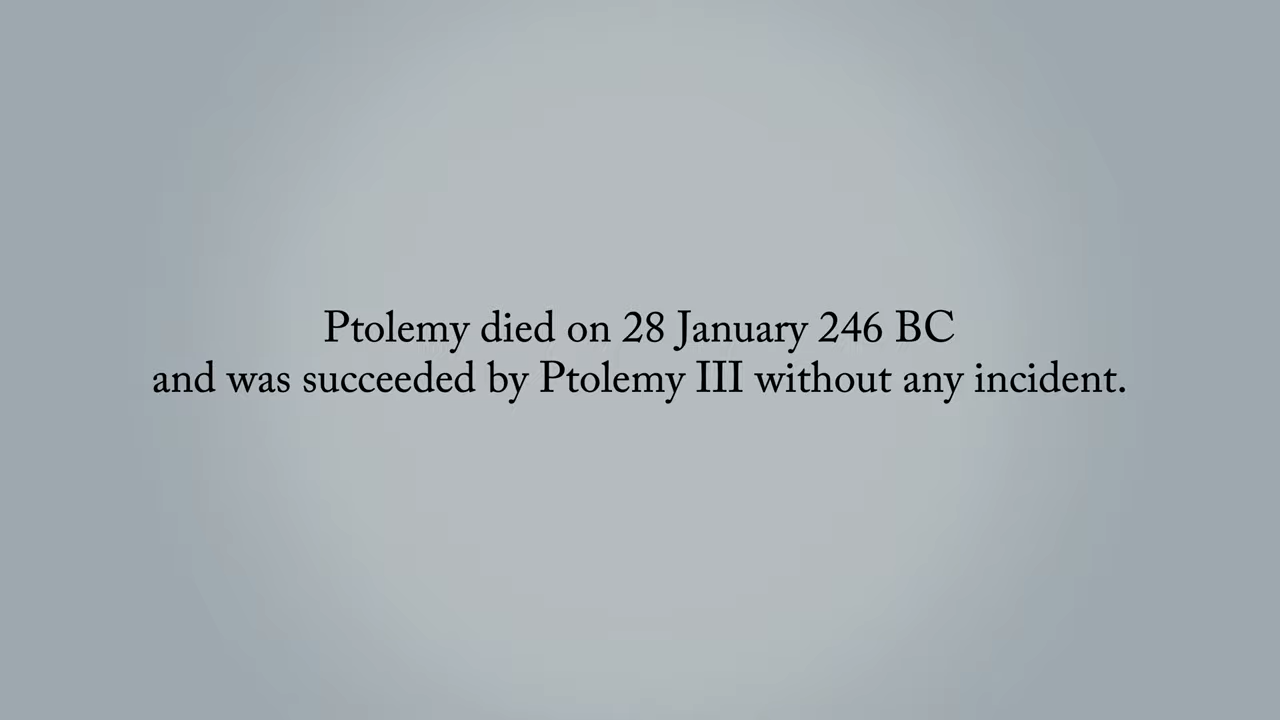 Ptolemy died on 28 January 246 BC
and was succeeded by Ptolemy III without any incident.